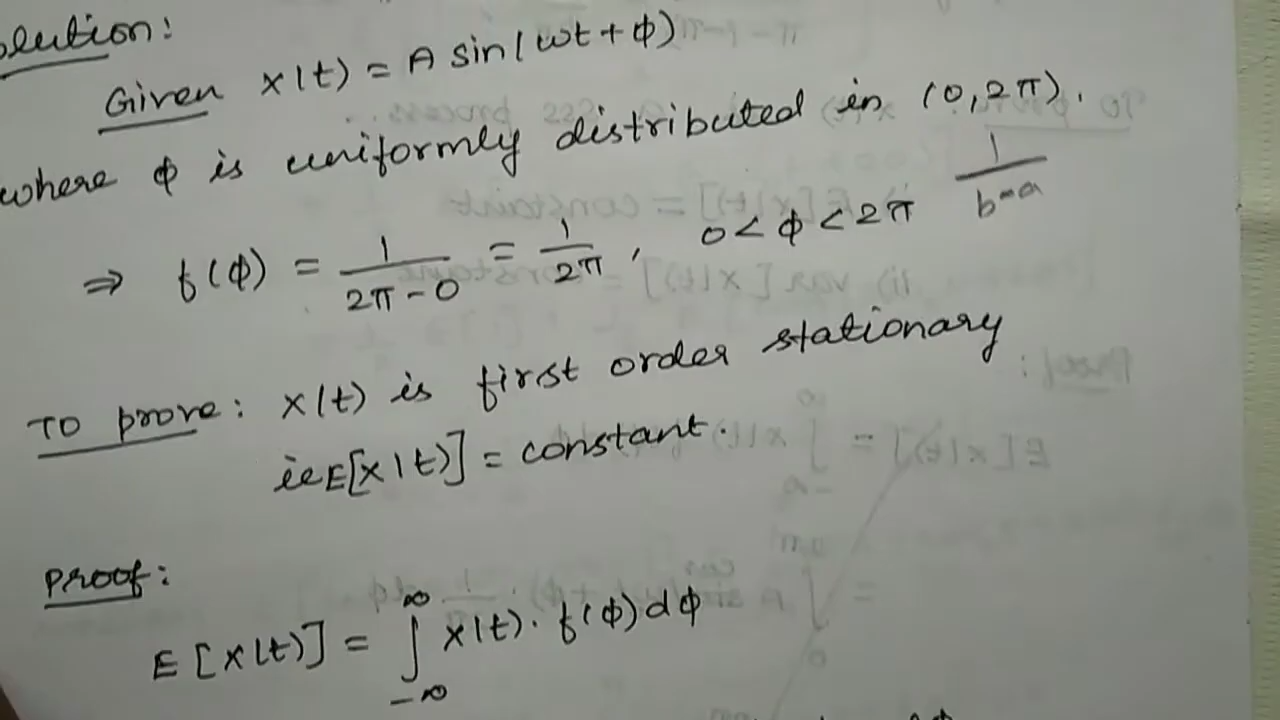 olution:
Given X(t) = A sin(ωt + ϕ)
where ϕ is uniformly distributed in (0, 2π).
1/(b-a)
⇒ f(ϕ) = 1/(2π - 0) = 1/2π, 0 < ϕ < 2π
To prove: X(t) is first order stationary
ie E[X(t)] = constant.
Proof:
E[X(t)] = ∫_{-∞}^{∞} X(t). f(ϕ) dϕ